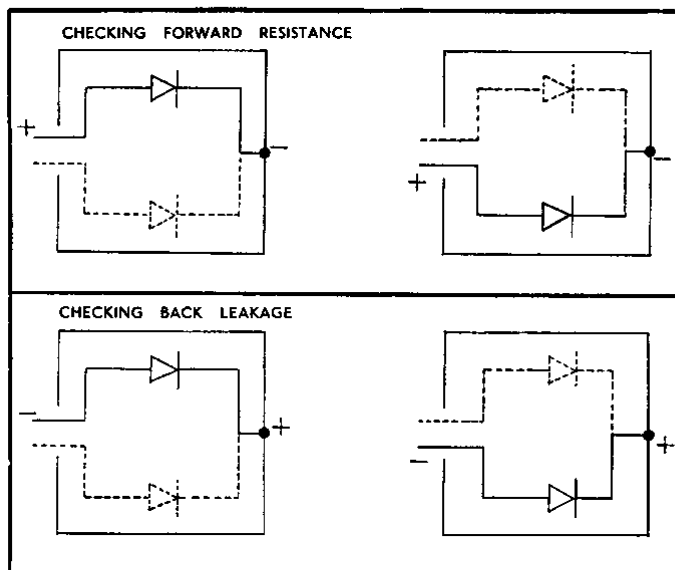 CHECKING FORWARD RESISTANCE
+ -
+ -
CHECKING BACK LEAKAGE
- +
- +